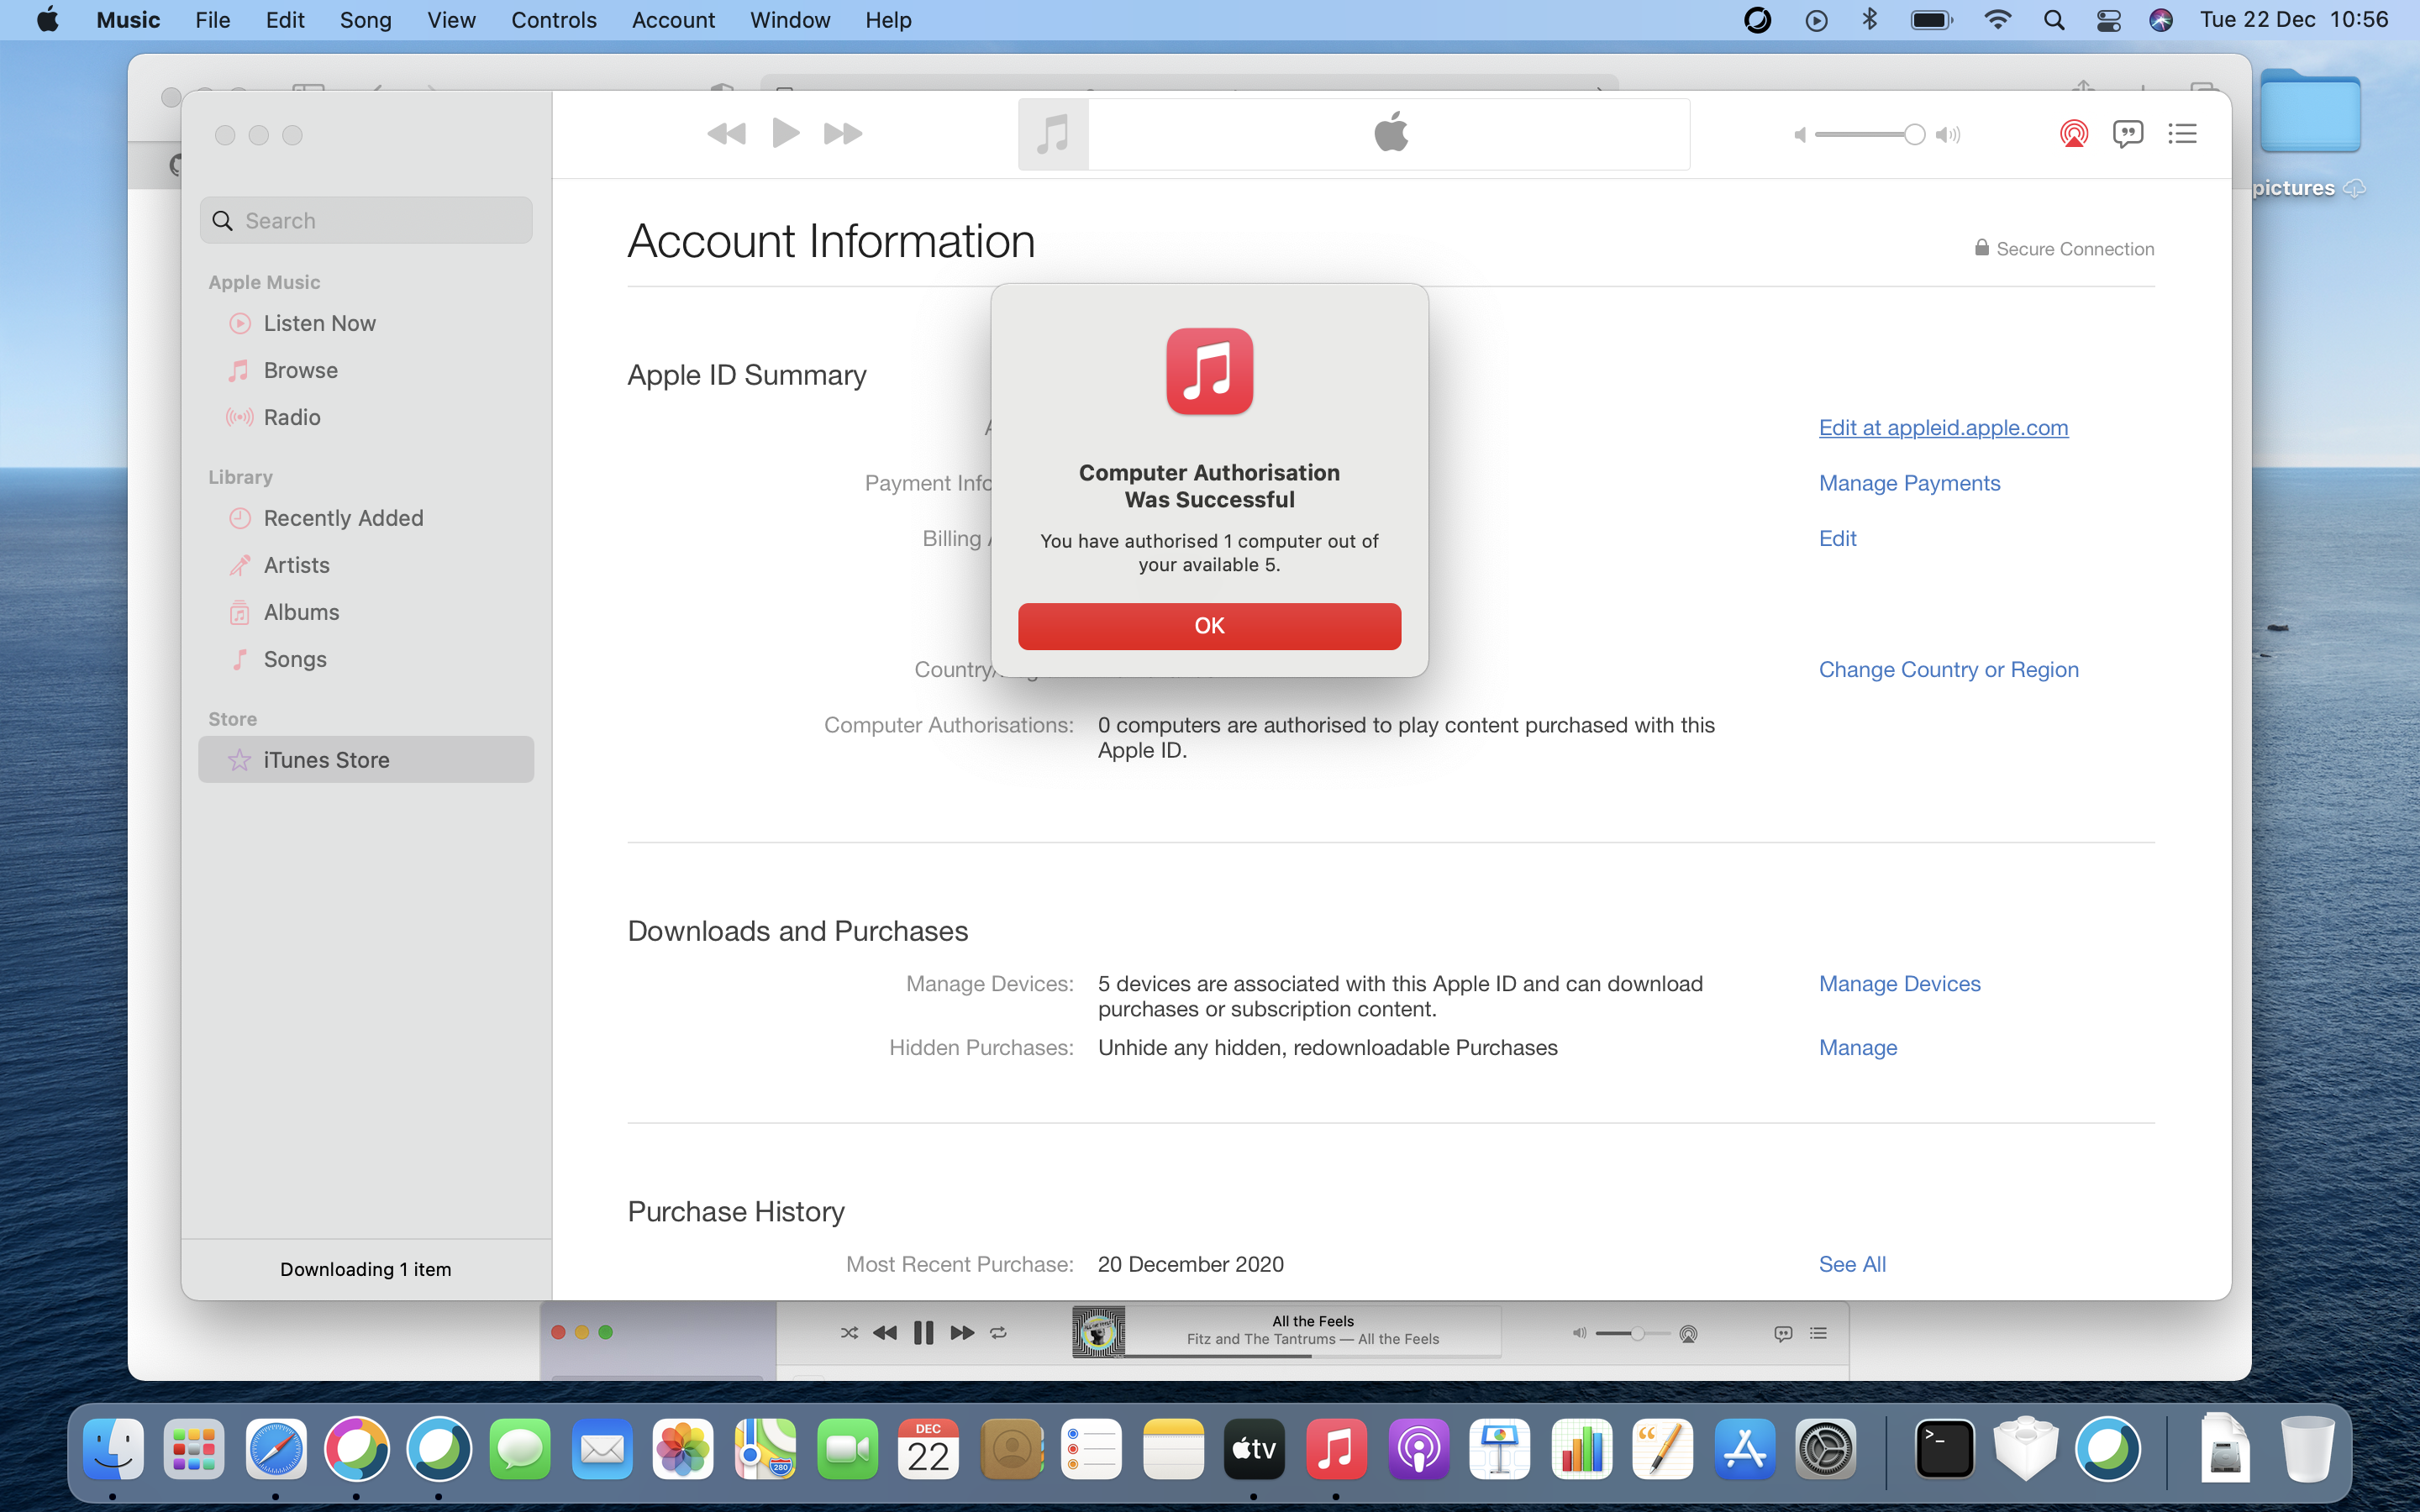 Music File Edit Song View Controls Account Window Help Tue 22 Dec 10:56
pictures
Search
Apple Music
Listen Now
Browse
Radio
Library
Recently Added
Artists
Albums
Songs
Store
iTunes Store
Downloading 1 item
Account Information
Secure Connection
Apple ID Summary
Edit at appleid.apple.com
Payment Manage Payments
Billing Edit
Change Country or Region
Computer Authorisations: 0 computers are authorised to play content purchased with this
Apple ID.
Computer Authorisation
Was Successful
You have authorised 1 computer out of
your available 5.
OK
Downloads and Purchases
Manage Devices: 5 devices are associated with this Apple ID and can download Manage Devices
purchases or subscription content.
Hidden Purchases: Unhide any hidden, redownloadable Purchases Manage
Purchase History
Most Recent Purchase: 20 December 2020 See All
All the Feels
Fitz and The Tantrums — All the Feels
280
DEC
22
tv